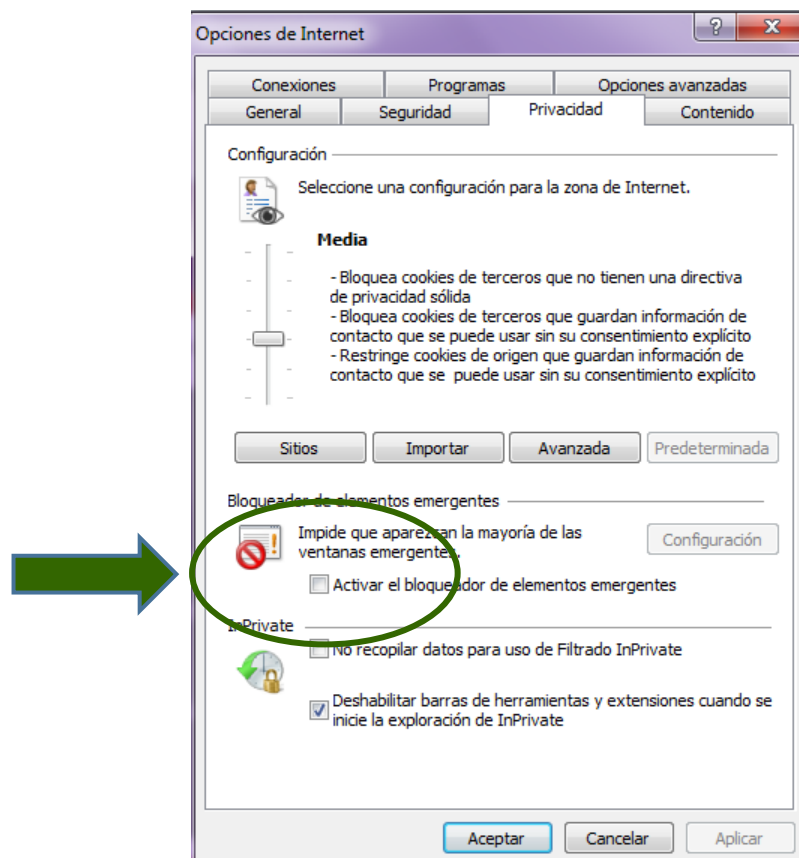 Opciones de Internet
Conexiones Programas Opciones avanzadas
General Seguridad Privacidad Contenido
Configuración
Seleccione una configuración para la zona de Internet.
Media
- Bloquea cookies de terceros que no tienen una directiva
de privacidad sólida
- Bloquea cookies de terceros que guardan información de
contacto que se puede usar sin su consentimiento explícito
- Restringe cookies de origen que guardan información de
contacto que se puede usar sin su consentimiento explícito
Sitios Importar Avanzada Predeterminada
Bloqueador de elementos emergentes
Impide que aparezcan la mayoría de las
ventanas emergentes.
Configuración
Activar el bloqueador de elementos emergentes
InPrivate
No recopilar datos para uso de Filtrado InPrivate
Deshabilitar barras de herramientas y extensiones cuando se
inicie la exploración de InPrivate
Aceptar Cancelar Aplicar